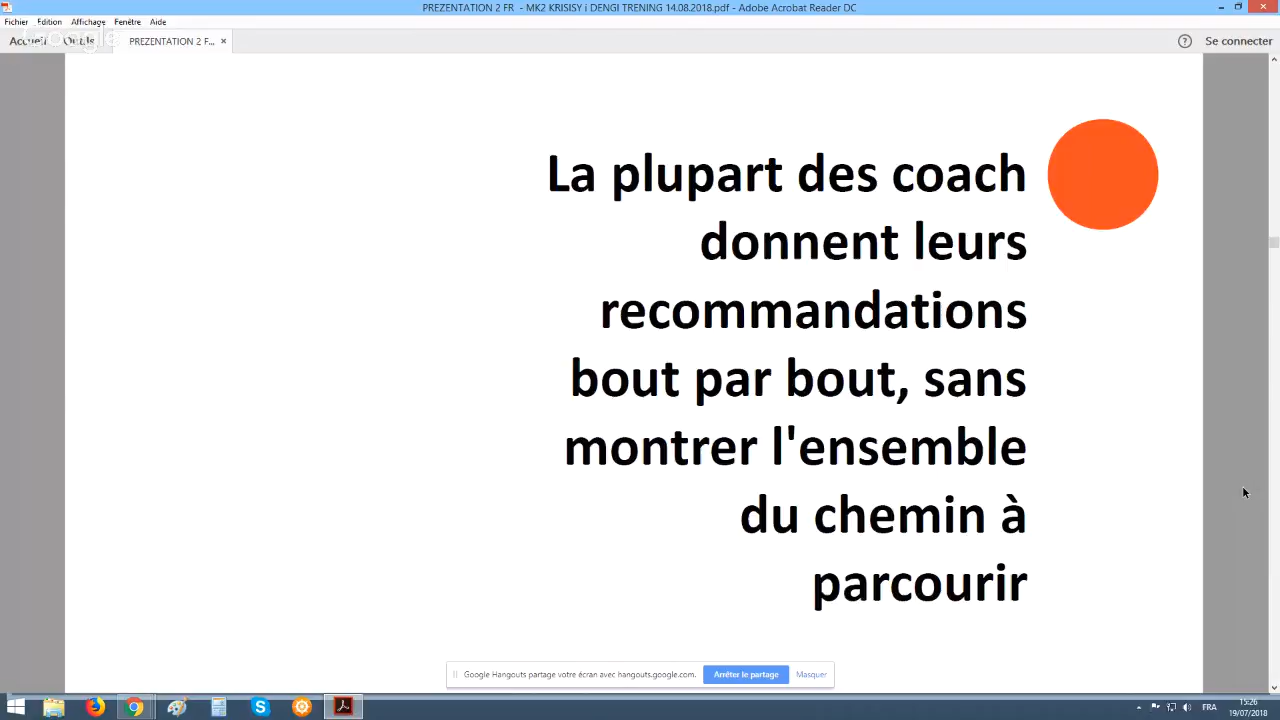 PREZENTATION 2 FR - MK2 KRISISY i DENGI TRENING 14.08.2018.pdf - Adobe Acrobat Reader DC
Fichier Edition Affichage Fenêtre Aide
Accueil Outils PREZENTATION 2 F... × ? Se connecter
Google
La plupart des coach
donnent leurs
recommandations
bout par bout, sans
montrer l'ensemble
du chemin à
parcourir
Google Hangouts partage votre écran avec hangouts.google.com. Arrêter le partage Masquer
FRA 15:26
19/07/2018